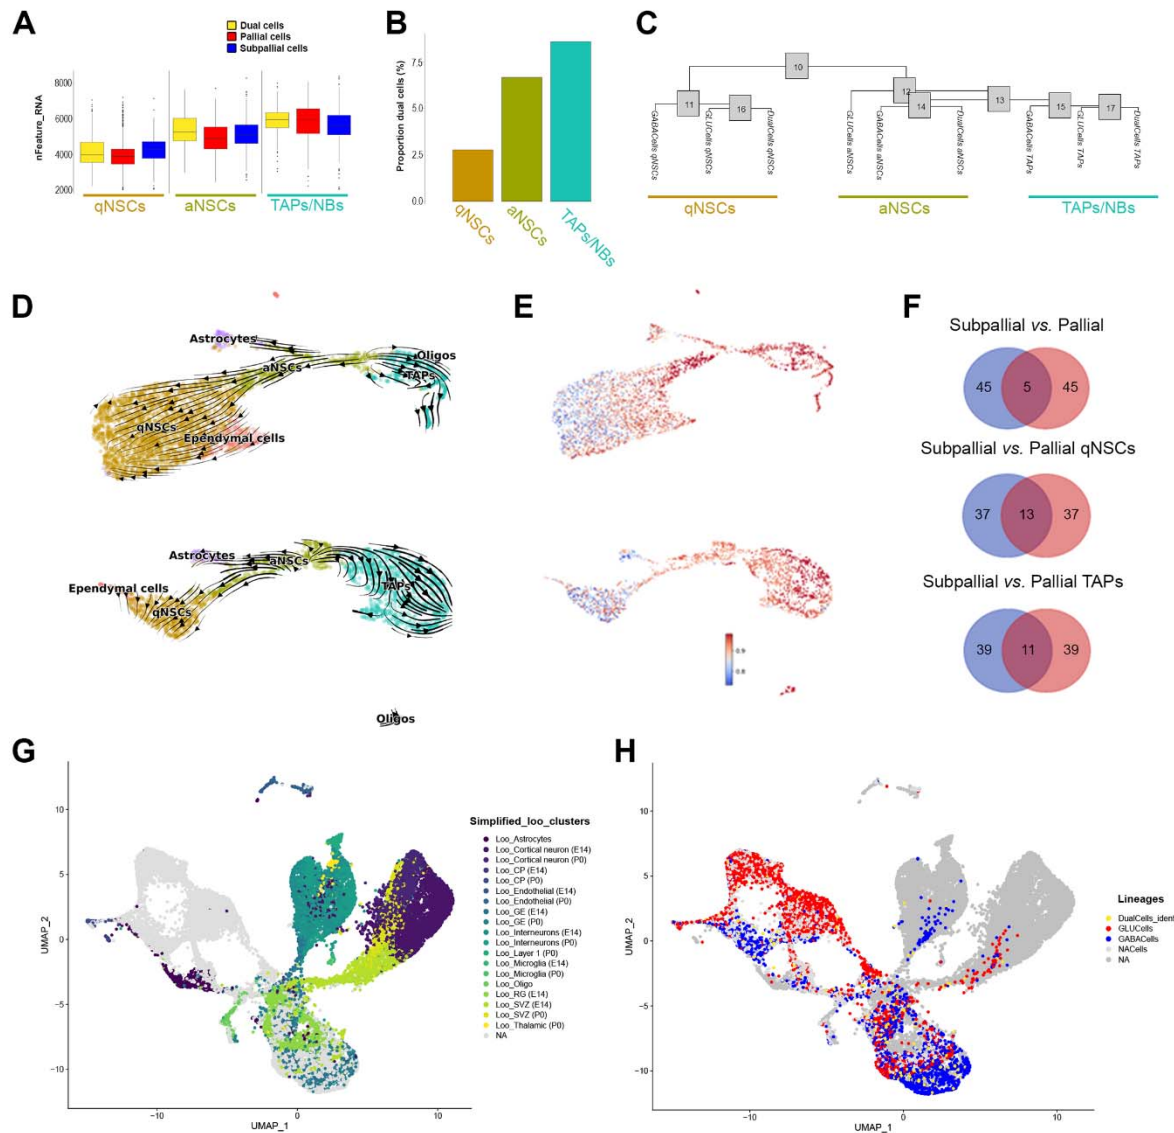 A
Dual cells
Pallial cells
Subpallial cells
nFeature_RNA
8000
6000
4000
2000
qNSCs
aNSCs
TAPs/NBs
B
Proportion dual cells (%)
7.5
5.0
2.5
0.0
qNSCs
aNSCs
TAPs/NBs
C
10
11
12
16
14
13
15
17
GABACells qNSCs
GLUCells qNSCs
DualCells qNSCs
GLUCells aNSCs
GABACells aNSCs
DualCells aNSCs
GABACells TAPs
GLUCells TAPs
DualCells TAPs
qNSCs
aNSCs
TAPs/NBs
D
Astrocytes
aNSCs
Oligos
TAPs
qNSCs
Ependymal cells
Astrocytes
aNSCs
Ependymal cells
TAPs
qNSCs
Oligos
E
0.9
0.8
F
Subpallial vs. Pallial
45 5 45
Subpallial vs. Pallial qNSCs
37 13 37
Subpallial vs. Pallial TAPs
39 11 39
G
UMAP_2
10
5
0
−5
−10
−10
0
10
UMAP_1
Simplified_loo_clusters
Loo_Astrocytes
Loo_Cortical neuron (E14)
Loo_Cortical neuron (P0)
Loo_CP (E14)
Loo_CP (P0)
Loo_Endothelial (E14)
Loo_Endothelial (P0)
Loo_GE (E14)
Loo_GE (P0)
Loo_Interneurons (E14)
Loo_Interneurons (P0)
Loo_Layer 1 (P0)
Loo_Microglia (E14)
Loo_Microglia (P0)
Loo_Oligo
Loo_RG (E14)
Loo_SVZ (E14)
Loo_SVZ (P0)
Loo_Thalamic (P0)
NA
H
UMAP_2
10
5
0
−5
−10
−10
0
10
UMAP_1
Lineages
DualCells_ident
GLUCells
GABACells
NACells
NA